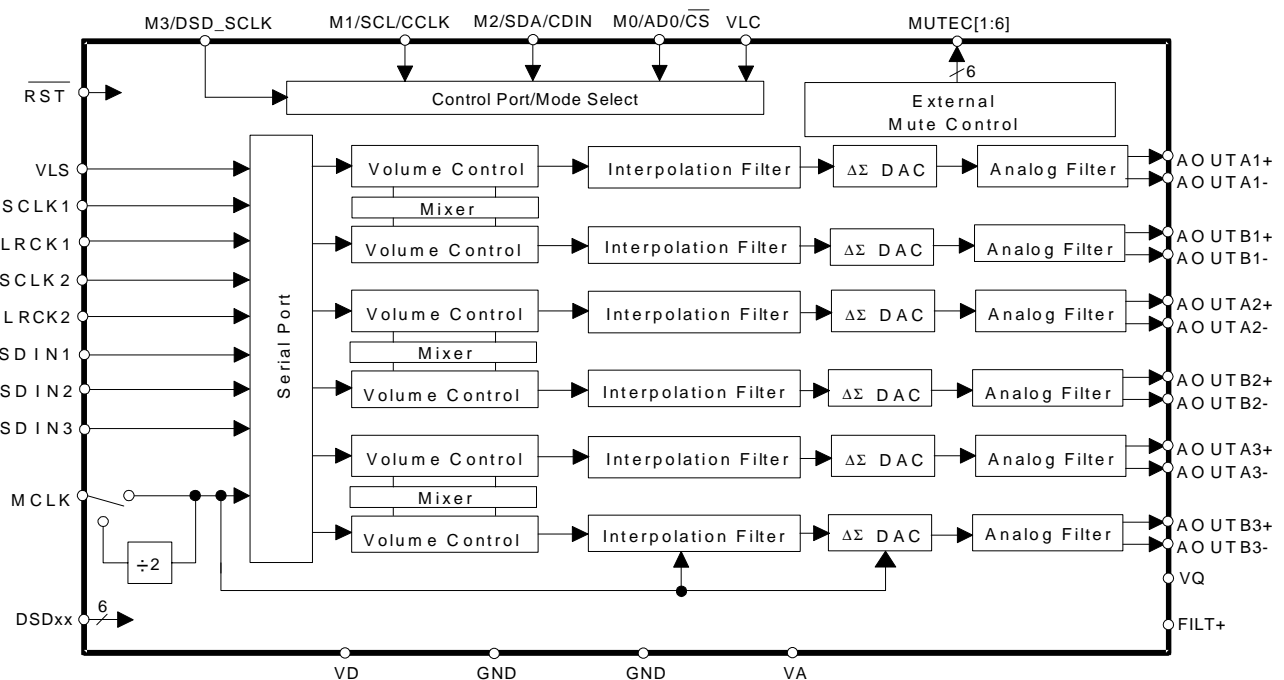 M3/DSD_SCLK M1/SCL/CCLK M2/SDA/CDIN M0/AD0/CS VLC MUTEC[1:6]
6
RST
Control Port/Mode Select
External
Mute Control
VLS
SCLK1
LRCK1
SCLK2
LRCK2
SDIN1
SDIN2
SDIN3
MCLK
÷2
DSDxx
6
Serial Port
Volume Control Interpolation Filter ΔΣ DAC Analog Filter AOUTA1+
AOUTA1-
Mixer
Volume Control Interpolation Filter ΔΣ DAC Analog Filter AOUTB1+
AOUTB1-
Volume Control Interpolation Filter ΔΣ DAC Analog Filter AOUTA2+
AOUTA2-
Mixer
Volume Control Interpolation Filter ΔΣ DAC Analog Filter AOUTB2+
AOUTB2-
Volume Control Interpolation Filter ΔΣ DAC Analog Filter AOUTA3+
AOUTA3-
Mixer
Volume Control Interpolation Filter ΔΣ DAC Analog Filter AOUTB3+
AOUTB3-
VQ
FILT+
VD GND GND VA